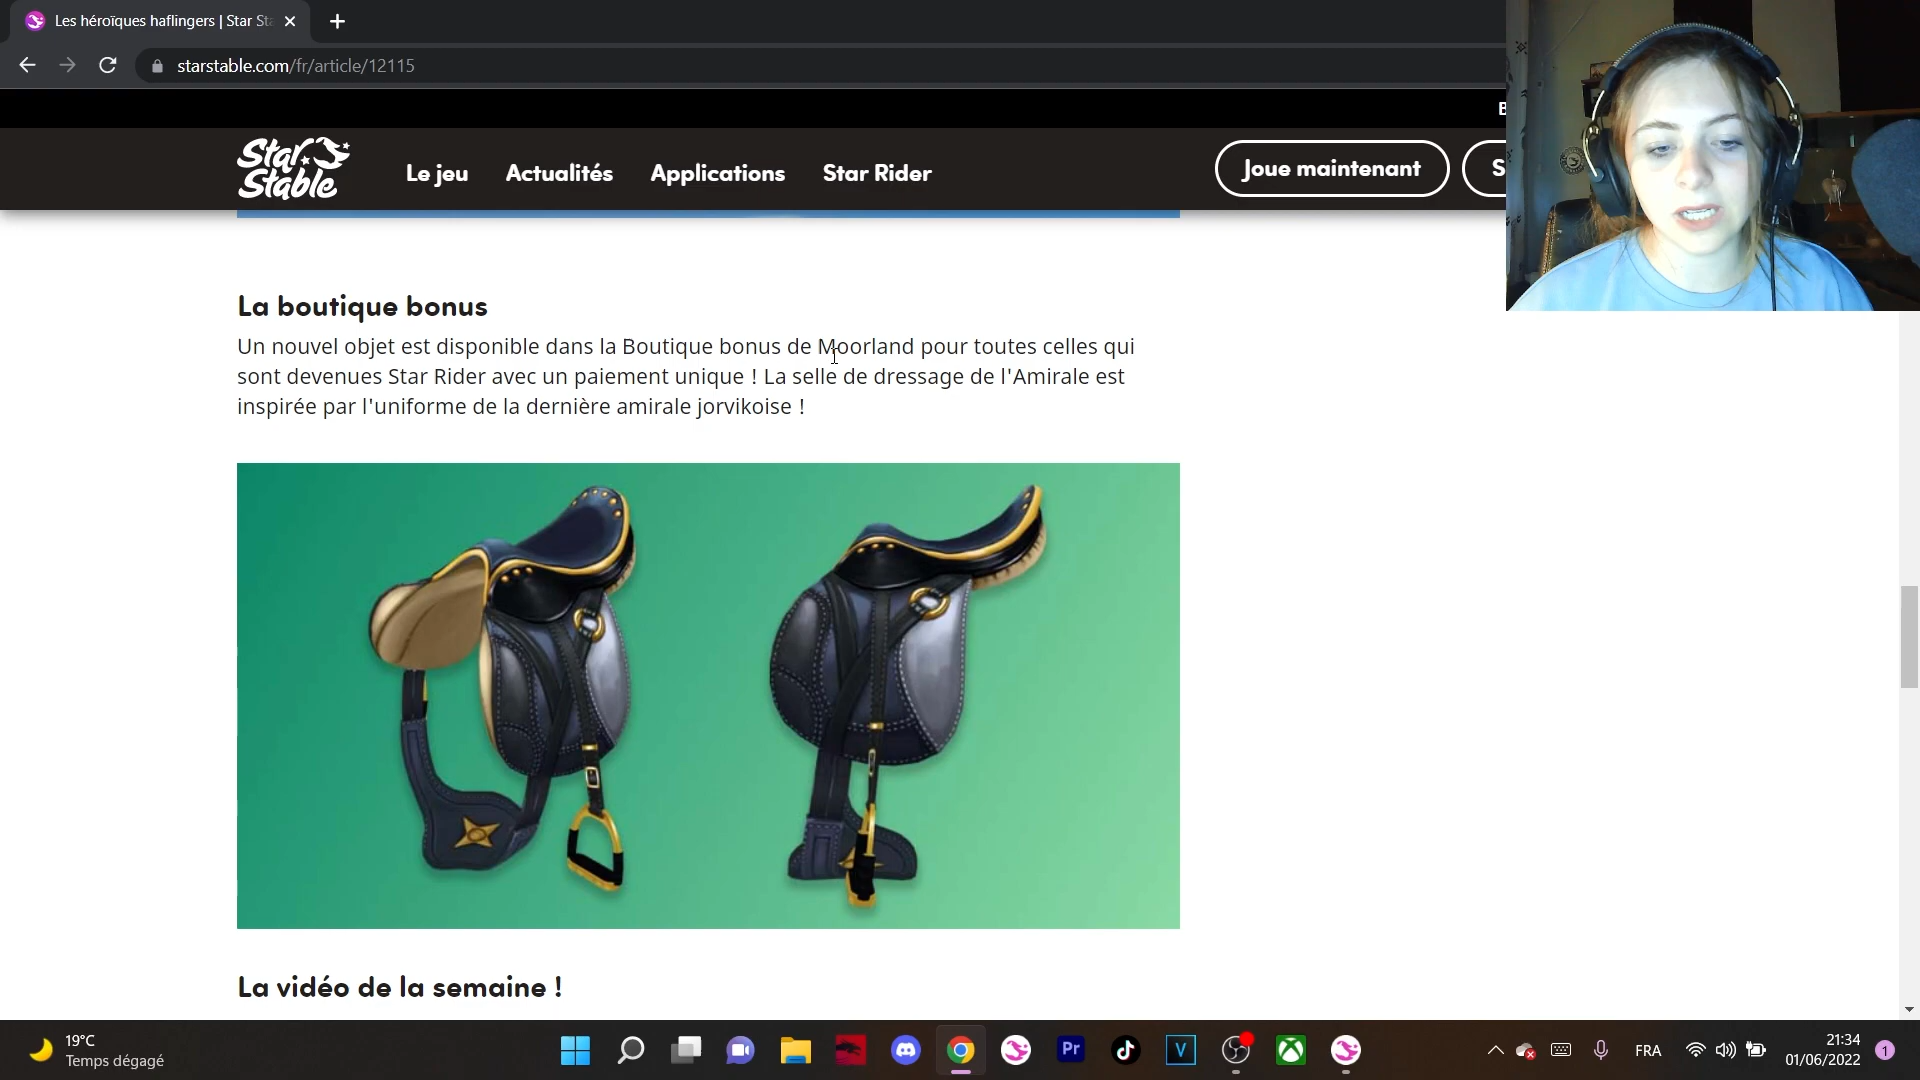 Les héroïques haflingers | Star Sta
starstable.com/fr/article/12115
Star Stable
Le jeu
Actualités
Applications
Star Rider
Joue maintenant
La boutique bonus
Un nouvel objet est disponible dans la Boutique bonus de Moorland pour toutes celles qui
sont devenues Star Rider avec un paiement unique ! La selle de dressage de l'Amirale est
inspirée par l'uniforme de la dernière amirale jorvikoise !
La vidéo de la semaine !
19°C
Temps dégagé
Pr
V
FRA
21:34
01/06/2022
1